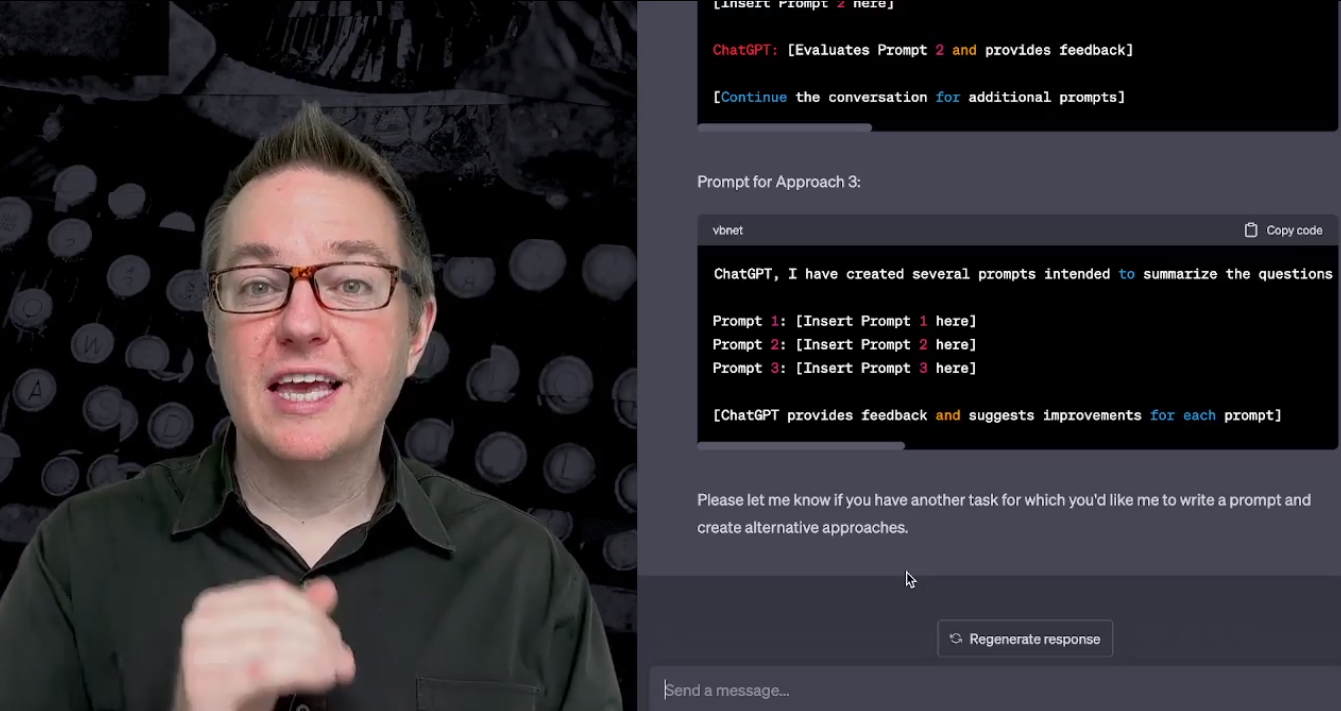 [Insert Prompt 2 here]
ChatGPT: [Evaluates Prompt 2 and provides feedback]
[Continue the conversation for additional prompts]
Prompt for Approach 3:
vbnet
Copy code
ChatGPT, I have created several prompts intended to summarize the questions
Prompt 1: [Insert Prompt 1 here]
Prompt 2: [Insert Prompt 2 here]
Prompt 3: [Insert Prompt 3 here]
[ChatGPT provides feedback and suggests improvements for each prompt]
Please let me know if you have another task for which you'd like me to write a prompt and
create alternative approaches.
Regenerate response
Send a message...
W
A
D